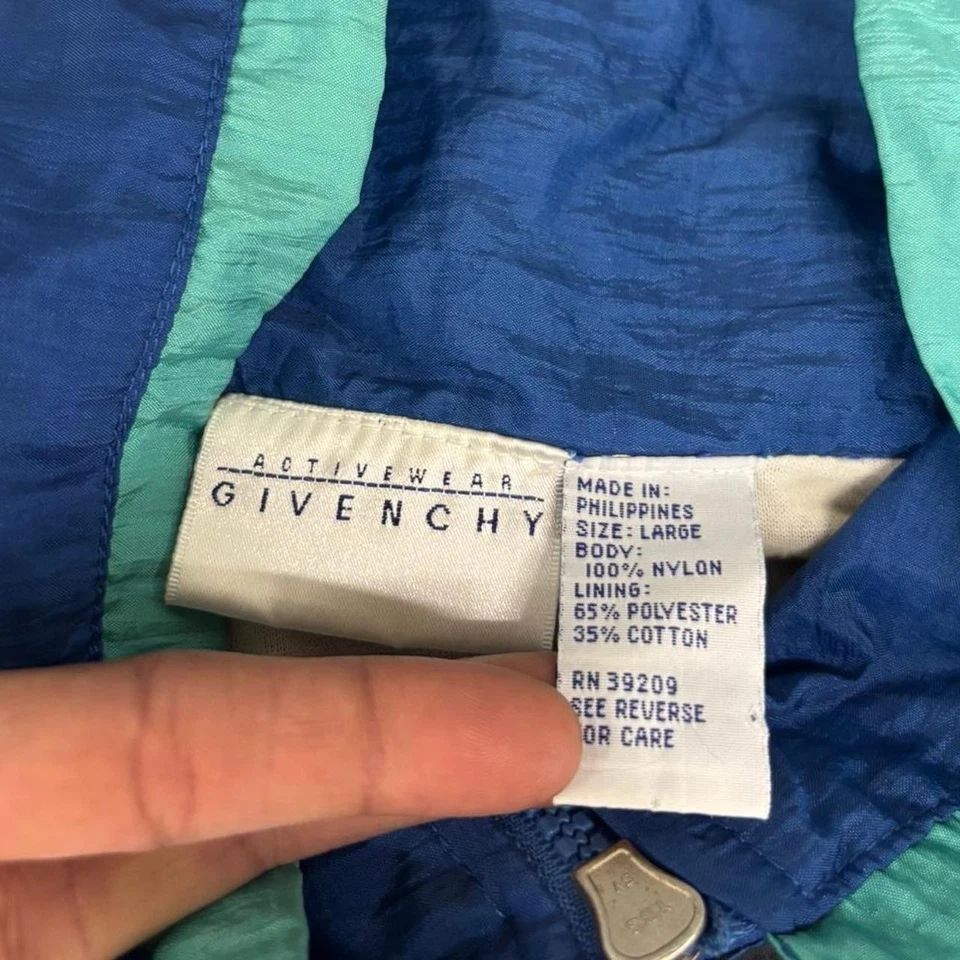 ACTIVEWEAR
GIVENCHY
MADE IN:
PHILIPPINES
SIZE: LARGE
BODY:
100% NYLON
LINING:
65% POLYESTER
35% COTTON
RN 39209
SEE REVERSE
FOR CARE